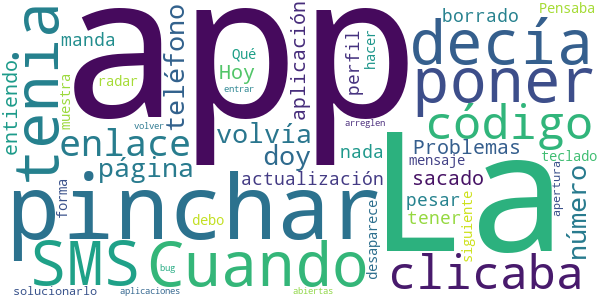 app
La
pinchar
tenia
decía
poner
código
SMS
Cuando
clicaba
enlace
página
teléfono
volvía
doy
número
Problemas
sacado
actualización
aplicación
perfil
Hoy
Qué
hacer
entrar
borrado
Pensaba
manda
radar
muestra
entiendo
nada
mensaje
teclado
pesar
tener
siguiente
apertura
desaparece
debo
forma
bug
solucionarlo
aplicaciones
abiertas
volver
arreglen